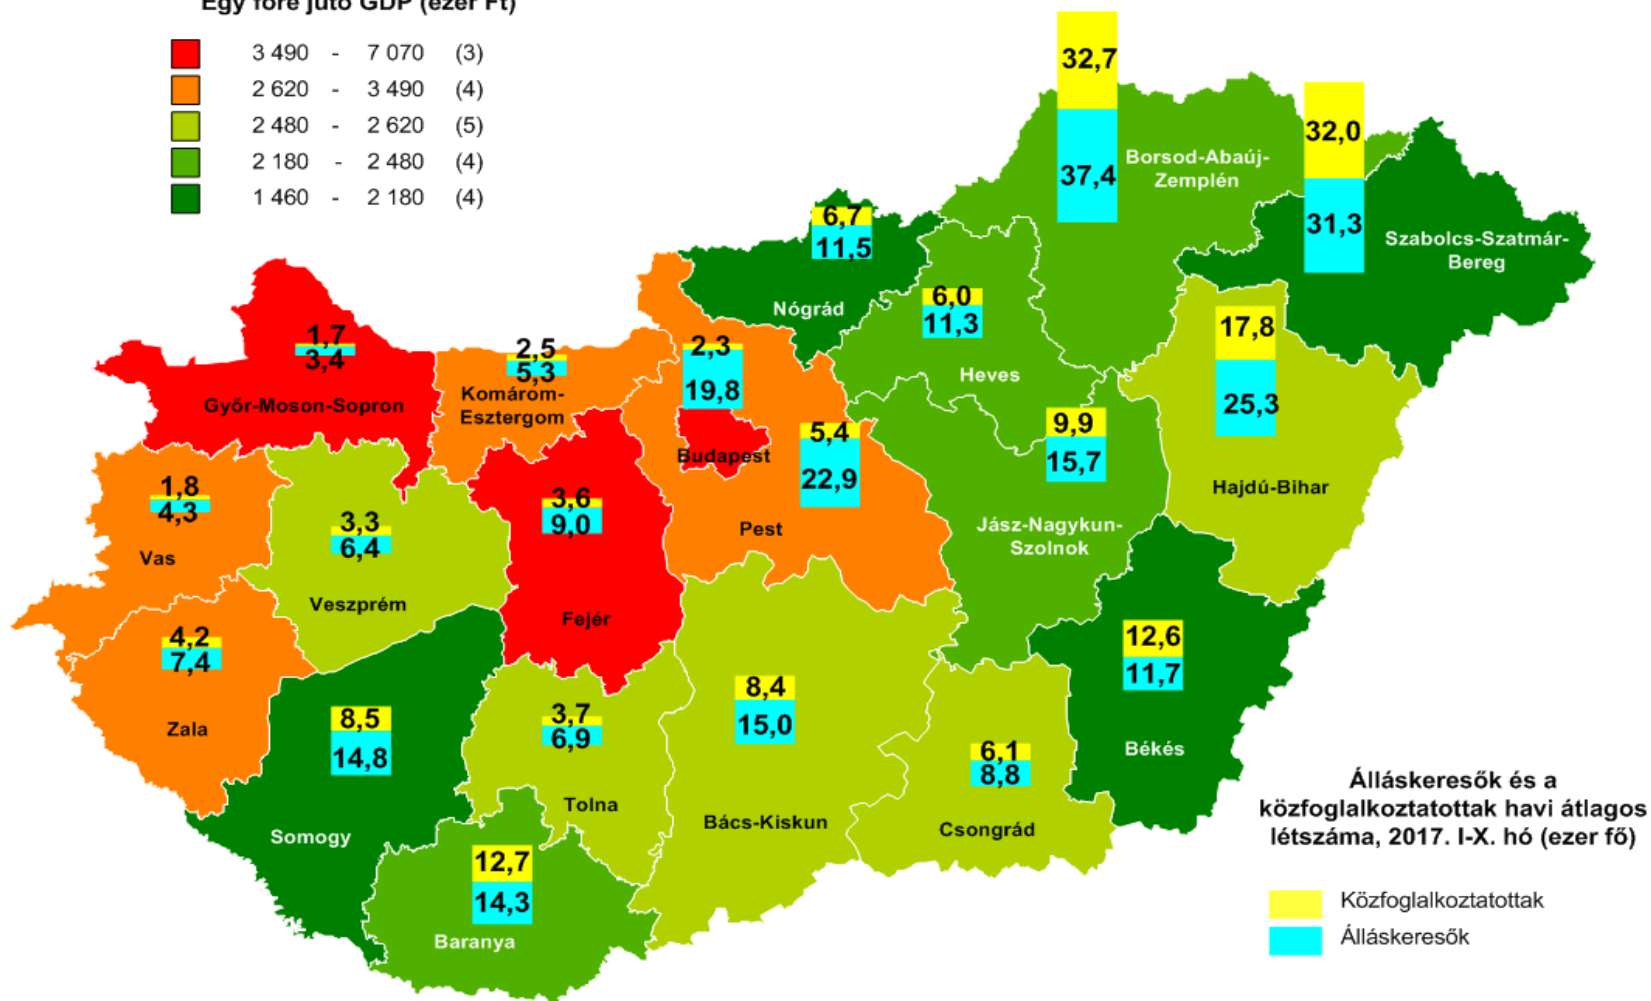 Egy főre jutó GDP (ezer Ft)
3 490 - 7 070 (3)
2 620 - 3 490 (4)
2 480 - 2 620 (5)
2 180 - 2 480 (4)
1 460 - 2 180 (4)
32,7
37,4
Borsod-Abaúj-
Zemplén
32,0
31,3
Szabolcs-Szatmár-
Bereg
6,7
11,5
Nógrád
6,0
11,3
Heves
17,8
25,3
Hajdú-Bihar
1,7
3,4
Győr-Moson-Sopron
2,5
5,3
Komárom-
Esztergom
2,3
19,8
Budapest
5,4
22,9
Pest
9,9
15,7
Jász-Nagykun-
Szolnok
1,8
4,3
Vas
3,3
6,4
Veszprém
3,6
9,0
Fejér
4,2
7,4
Zala
8,5
14,8
Somogy
3,7
6,9
Tolna
8,4
15,0
Bács-Kiskun
6,1
8,8
Csongrád
12,6
11,7
Békés
12,7
14,3
Baranya
Álláskeresők és a
közfoglalkoztatottak havi átlagos
létszáma, 2017. I-X. hó (ezer fő)
Közfoglalkoztatottak
Álláskeresők